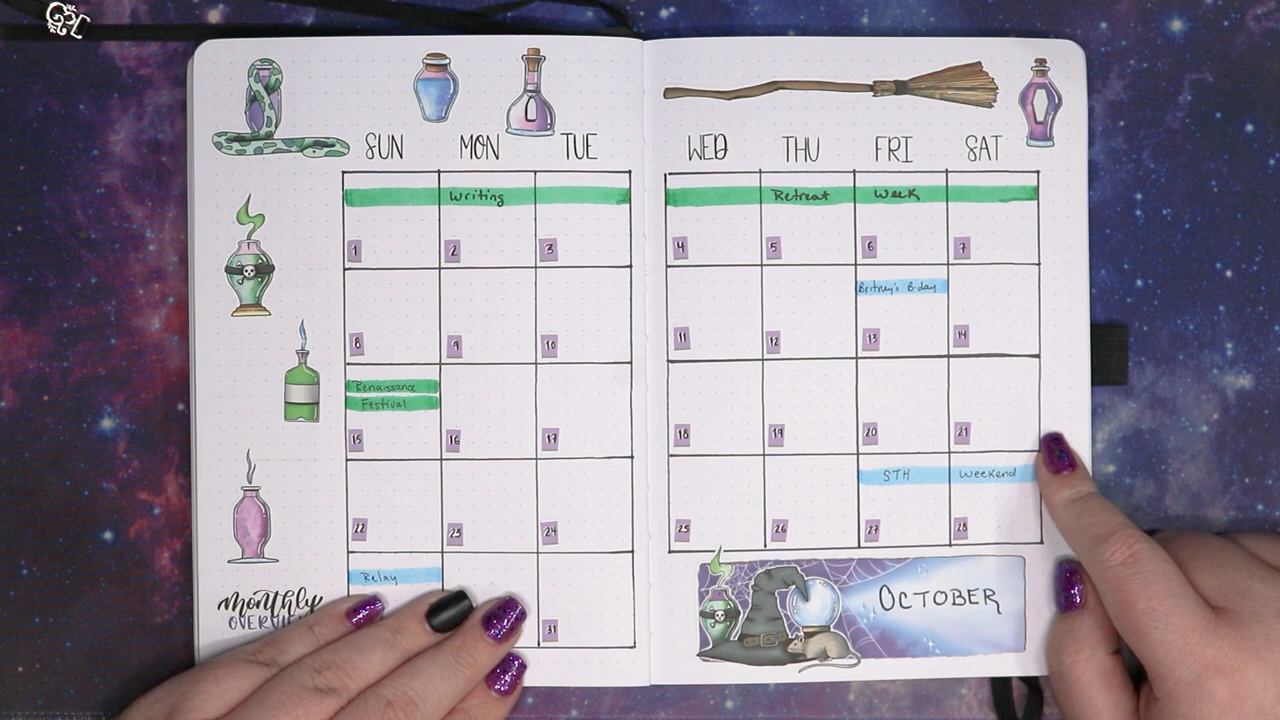 SUN MON TUE WED THU FRI SAT
Writing Retreat Week
1 2 3 4 5 6 7
Britney's B-day
8 9 10 11 12 13 14
Renaissance
Festival
15 16 17 18 19 20 21
STH Weekend
22 23 24 25 26 27 28
Relay
31
Monthly
OCTOBER